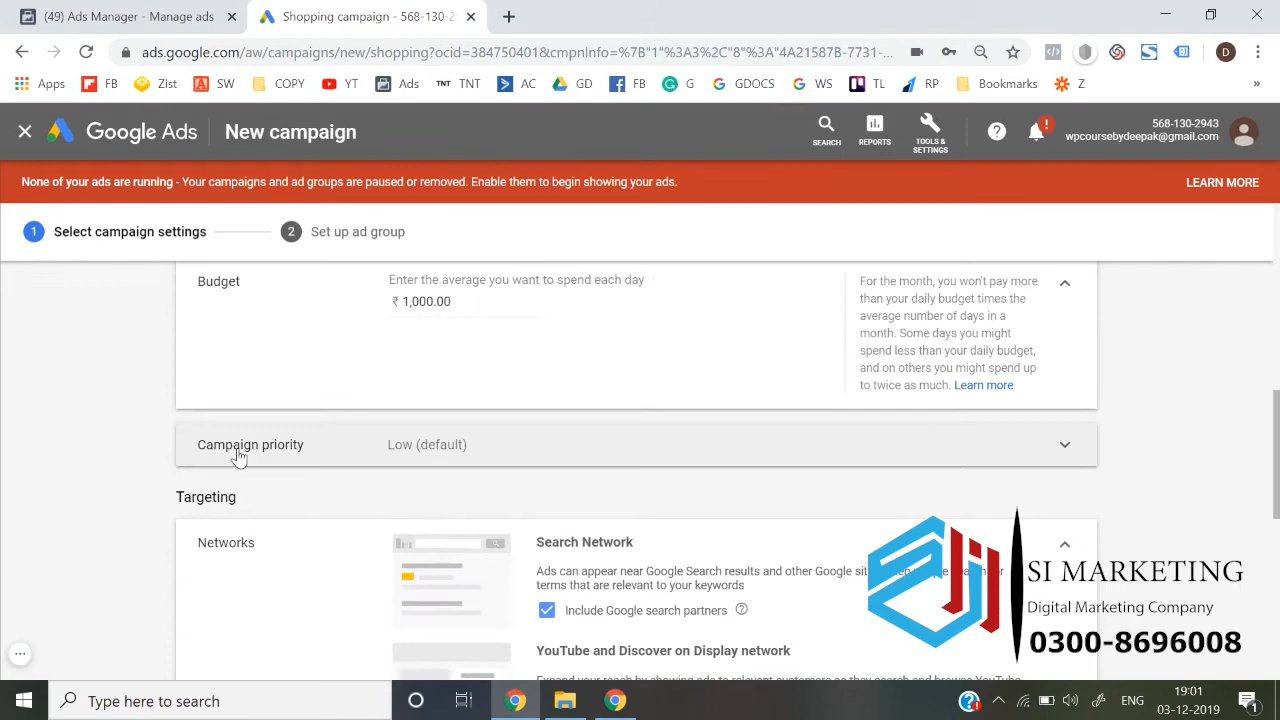 (49) Ads Manager - Manage ads
Shopping campaign - 568-130-2
ads.google.com/aw/campaigns/new/shopping?ocid=384750401&cmpnInfo=%7B"1"%3A3%2C"8"%3A"4A21587B-7731-...
D
Apps
FB
Zist
SW
COPY
YT
Ads
TNT
TNT
AC
GD
FB
G
GDOCS
WS
TL
RP
Bookmarks
Z
»
Google Ads
New campaign
SEARCH
REPORTS
TOOLS &
SETTINGS
568-130-2943
wpcoursebydeepak@gmail.com
None of your ads are running - Your campaigns and ad groups are paused or removed. Enable them to begin showing your ads.
LEARN MORE
1 Select campaign settings
2 Set up ad group
Budget
Enter the average you want to spend each day
₹ 1,000.00
For the month, you won't pay more
than your daily budget times the
average number of days in a
month. Some days you might
spend less than your daily budget,
and on others you might spend up
to twice as much. Learn more
Campaign priority
Low (default)
Targeting
Networks
Search Network
Ads can appear near Google Search results and other Google
terms that are relevant to your keywords
Include Google search partners
YouTube and Discover on Display network
SI MARKETING
Digital Marketing Company
0300-8696008
Type here to search
ENG
19:01
03-12-2019
1